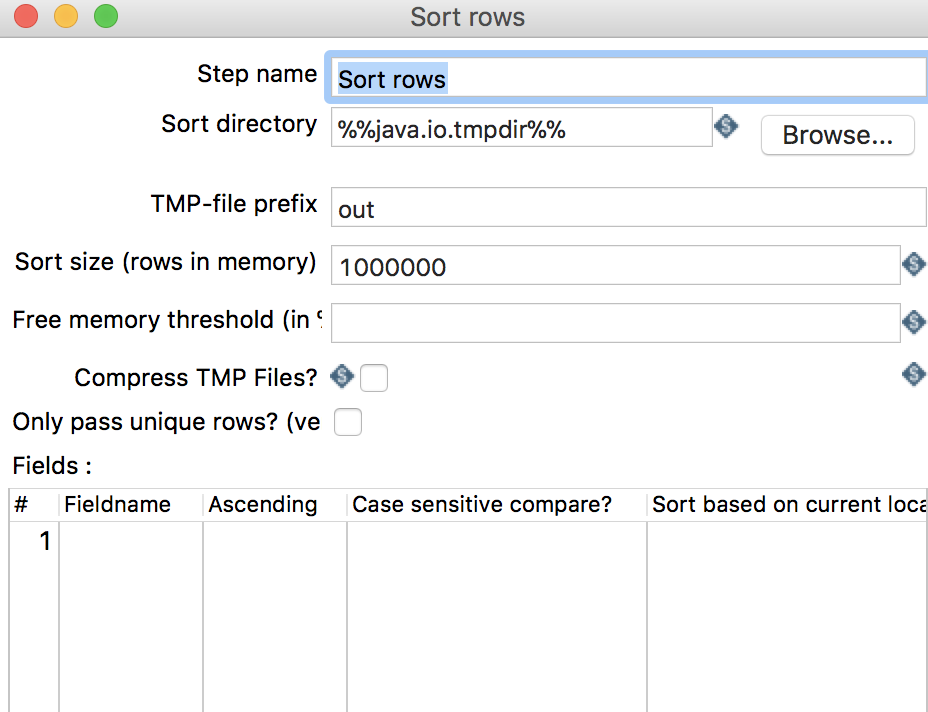 Sort rows
Step name Sort rows
Sort directory %%java.io.tmpdir%% Browse...
TMP-file prefix out
Sort size (rows in memory) 1000000
Free memory threshold (in %
Compress TMP Files?
Only pass unique rows? (ve
Fields :
# Fieldname Ascending Case sensitive compare? Sort based on current loca
1